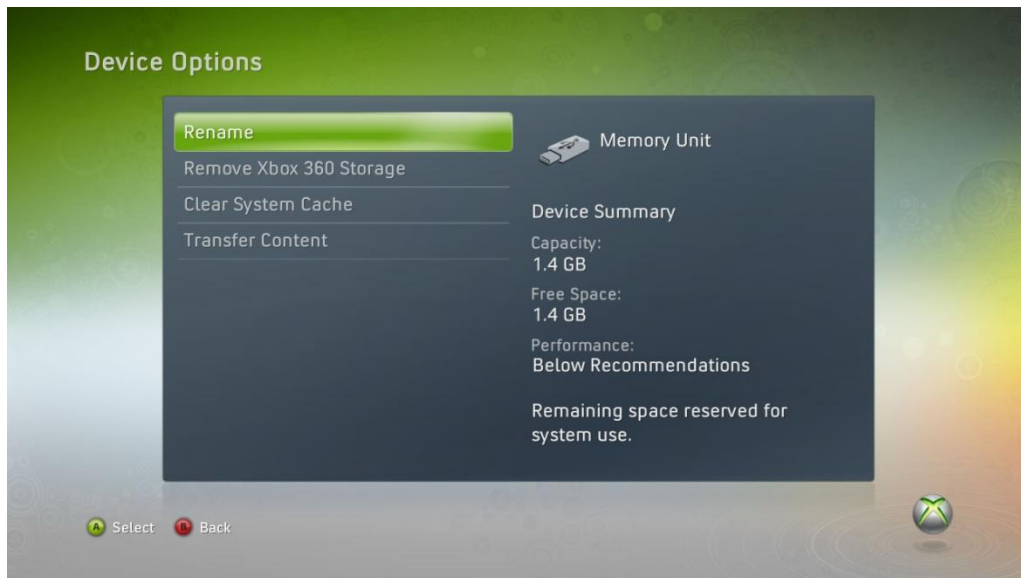 Device Options
Rename
Remove Xbox 360 Storage
Clear System Cache
Transfer Content
Memory Unit
Device Summary
Capacity:
1.4 GB
Free Space:
1.4 GB
Performance:
Below Recommendations
Remaining space reserved for
system use.
A Select B Back